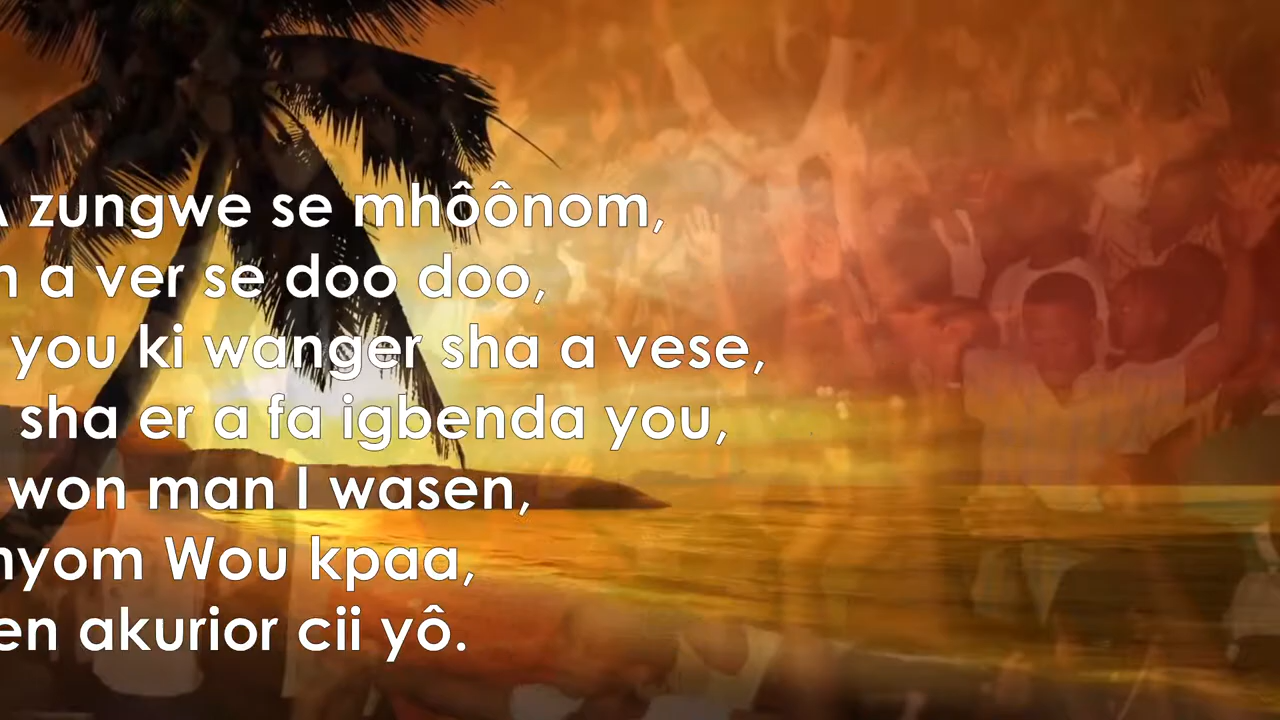 zungwe se mhôônom,
a ver se doo doo,
you ki wanger sha a vese,
sha er a fa igbenda you,
won man I wasen,
Wou kpaa,
akurior cii yô.